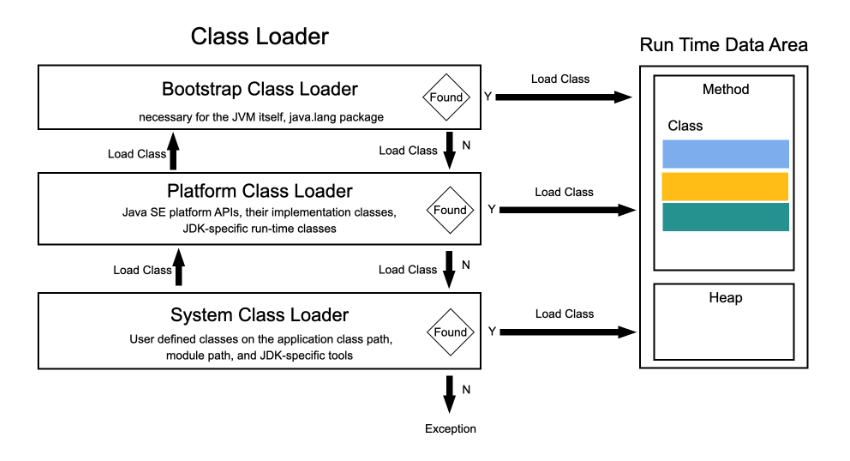 Class Loader
Run Time Data Area
Bootstrap Class Loader
necessary for the JVM itself, java.lang package
Found
Y
Load Class
Method
Class
Load Class
Load Class
N
Platform Class Loader
Java SE platform APIs, their implementation classes,
JDK-specific run-time classes
Found
Y
Load Class
Load Class
Load Class
N
System Class Loader
User defined classes on the application class path,
module path, and JDK-specific tools
Found
Y
Load Class
Heap
N
Exception